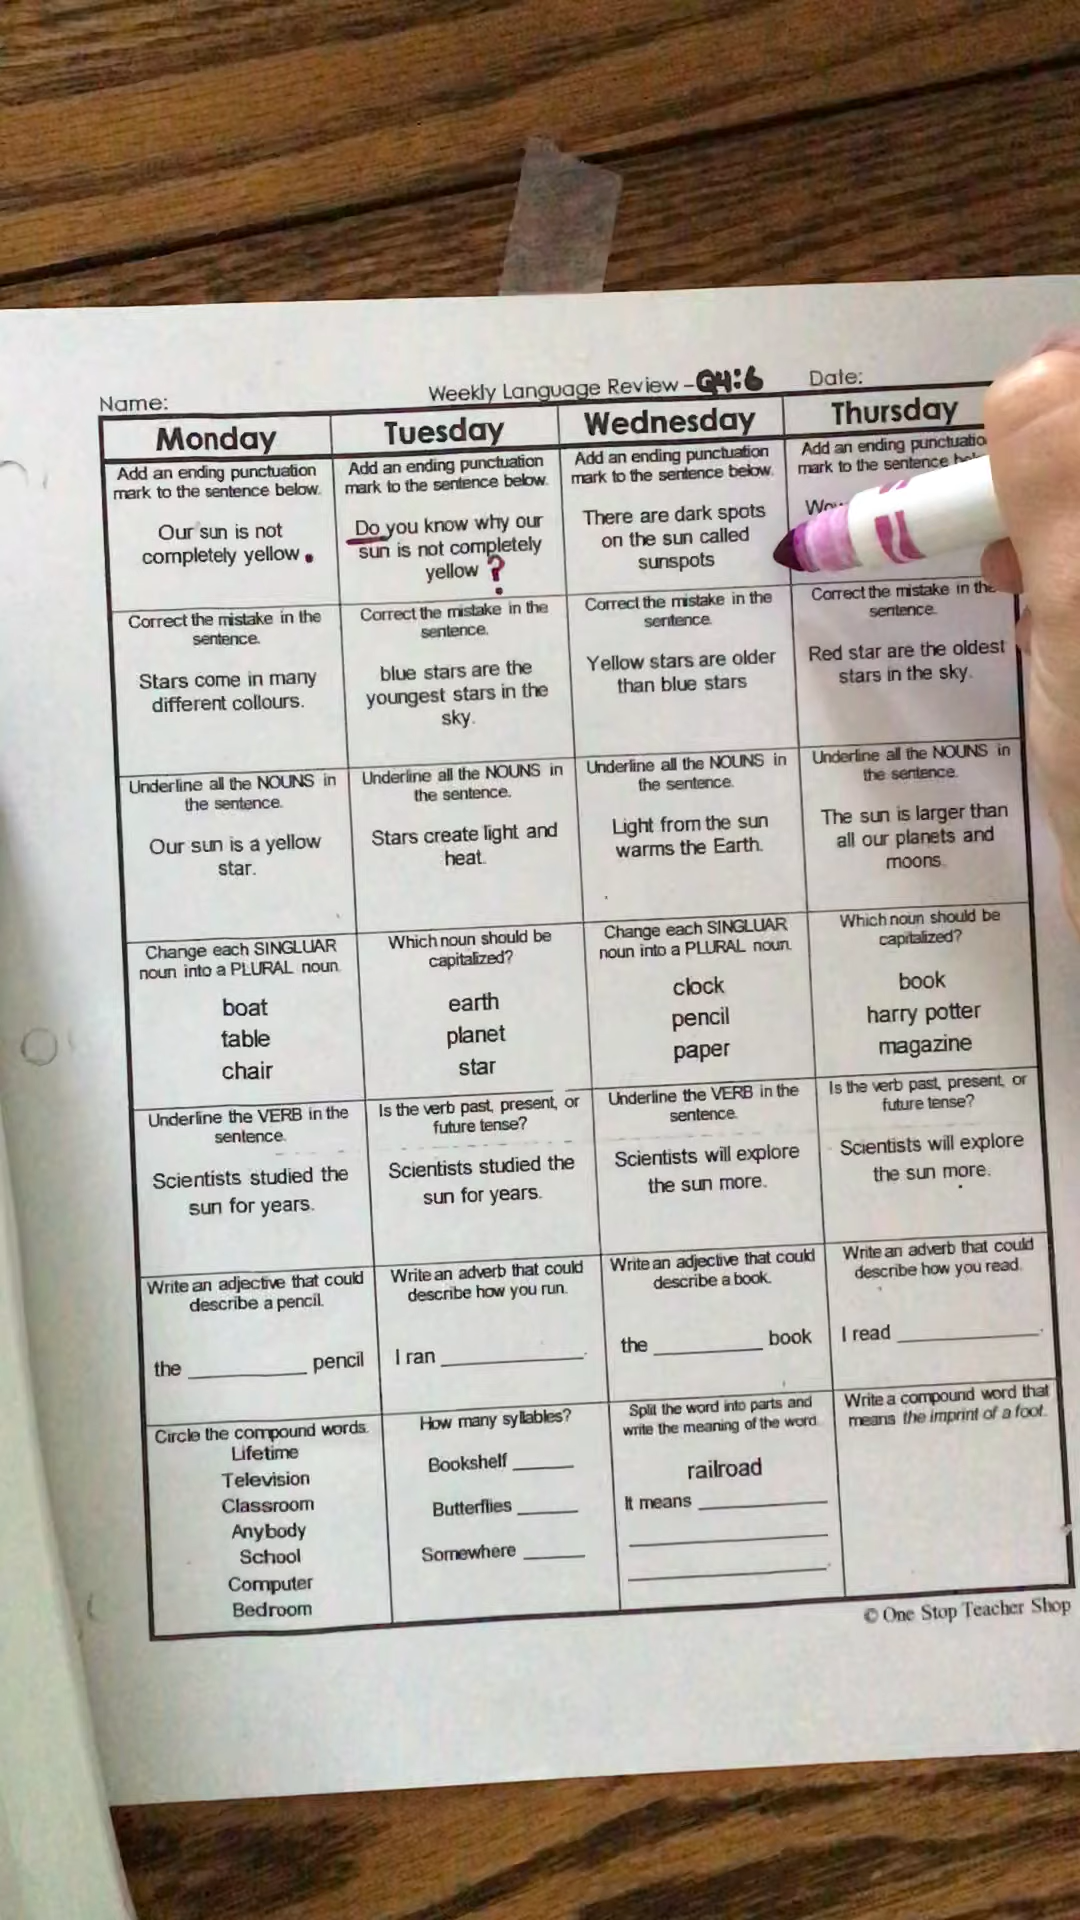 Name:
Weekly Language Review - Q4:6
Date:
Monday
Tuesday
Wednesday
Thursday
Add an ending punctuation
mark to the sentence below.
Our sun is not
completely yellow.
Add an ending punctuation
mark to the sentence below.
Do you know why our
sun is not completely
yellow ?
Add an ending punctuation
mark to the sentence below.
There are dark spots
on the sun called
sunspots
Add an ending
mark to the sentence
Correct the mistake in the
sentence.
Stars come in many
different collours.
Correct the mistake in the
sentence.
blue stars are the
youngest stars in the
sky.
Correct the mistake in the
sentence.
Yellow stars are older
than blue stars
Correct the mistake in the
sentence.
Red star are the oldest
stars in the sky.
Underline all the NOUNS in
the sentence.
Our sun is a yellow
star.
Underline all the NOUNS in
the sentence.
Stars create light and
heat.
Underline all the NOUNS in
the sentence.
Light from the sun
warms the Earth.
Underline all the NOUNS in
the sentence.
The sun is larger than
all our planets and
moons.
Change each SINGLUAR
noun into a PLURAL noun.
boat
table
chair
Which noun should be
capitalized?
earth
planet
star
Change each SINGLUAR
noun into a PLURAL noun.
clock
pencil
paper
Which noun should be
capitalized?
book
harry potter
magazine
Underline the VERB in the
sentence.
Scientists studied the
sun for years.
Is the verb past, present, or
future tense?
Scientists studied the
sun for years.
Underline the VERB in the
sentence.
Scientists will explore
the sun more.
Is the verb past, present, or
future tense?
Scientists will explore
the sun more.
Write an adjective that could
describe a pencil.
the __________ pencil
Write an adverb that could
describe how you run.
I ran ____________.
Write an adjective that could
describe a book.
the __________ book
Write an adverb that could
describe how you read.
I read ____________.
Circle the compound words.
Lifetime
Television
Classroom
Anybody
School
Computer
Bedroom
How many syllables?
Bookshelf _____
Butterflies _____
Somewhere _____
Split the word into parts and
write the meaning of the word.
railroad
It means __________
Write a compound word that
means the imprint of a foot.
© One Stop Teacher Shop